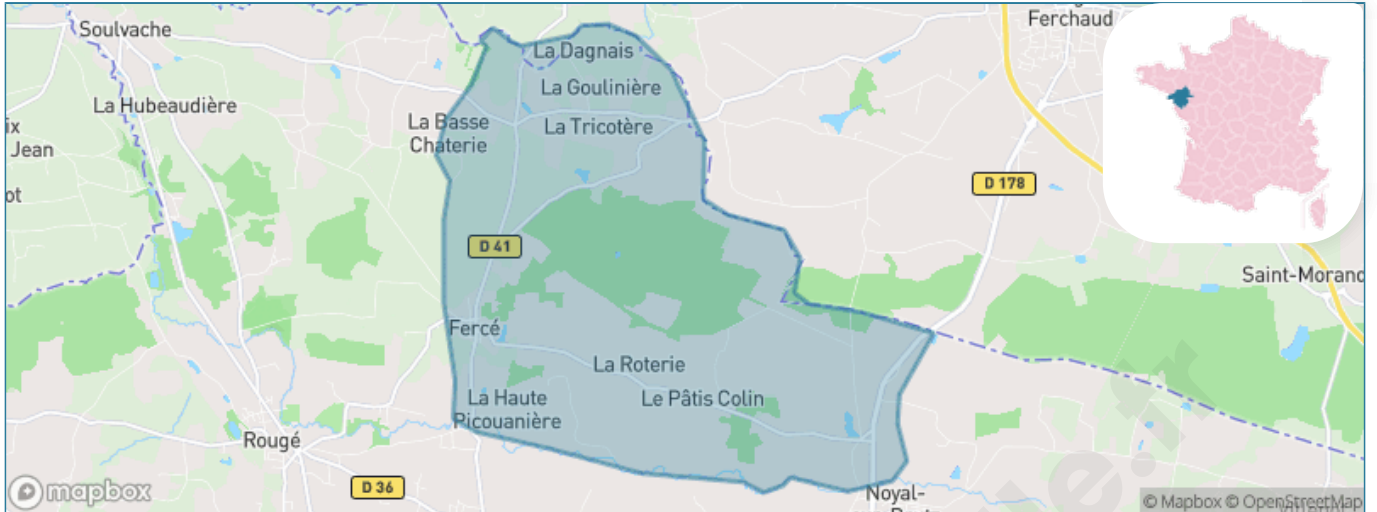 Soulvache
Ferchaud
La Dagnais
La Goulinière
La Hubeaudière
La Basse
Chaterie
La Tricotère
Jean
D 178
D 41
Saint-Morand
Fercé
La Roterie
La Haute
Picouanière
Le Pâtis Colin
Rougé
D 36
Noyal-
mapbox
© Mapbox © OpenStreetMap